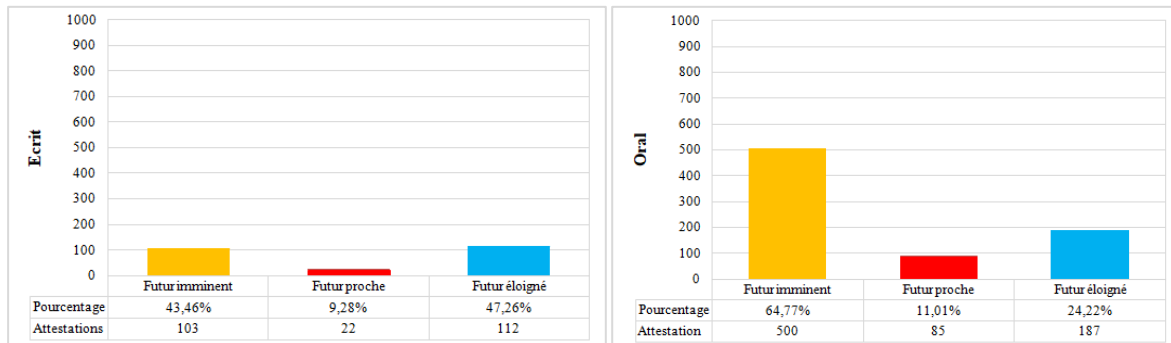 1000
900
800
700
600
500
400
300
200
100
0
Ecrit
Futur imminent Futur proche Futur éloigné
Pourcentage 43,46% 9,28% 47,26%
Attestations 103 22 112
1000
900
800
700
600
500
400
300
200
100
0
Oral
Futur imminent Futur proche Futur éloigné
Pourcentage 64,77% 11,01% 24,22%
Attestation 500 85 187